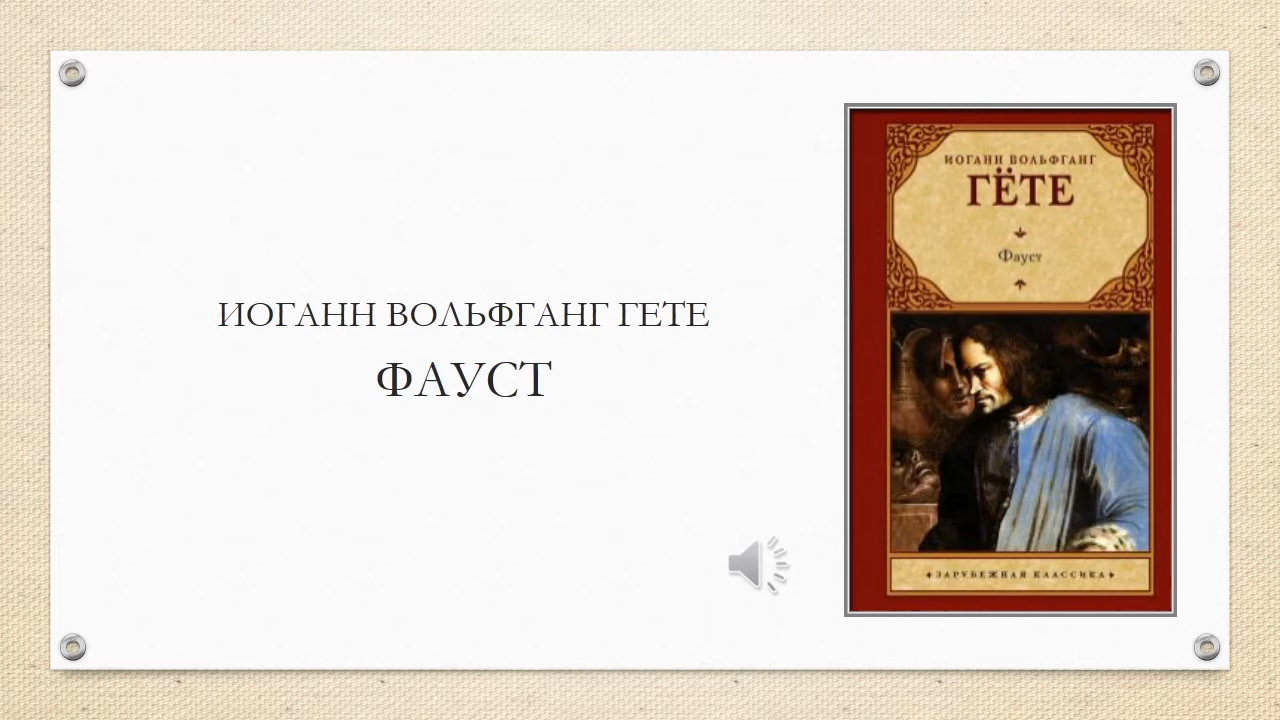 ИОГАНН ВОЛЬФГАНГ ГЕТЕ
ФАУСТ
ИОГАНН ВОЛЬФГАНГ
ГЁТЕ
Фауст
ЗАРУБЕЖНАЯ КЛАССИКА